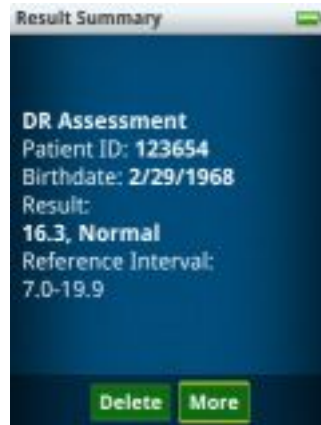 Result Summary
DR Assessment
Patient ID: 123654
Birthdate: 2/29/1968
Result:
16.3, Normal
Reference Interval:
7.0-19.9
Delete More